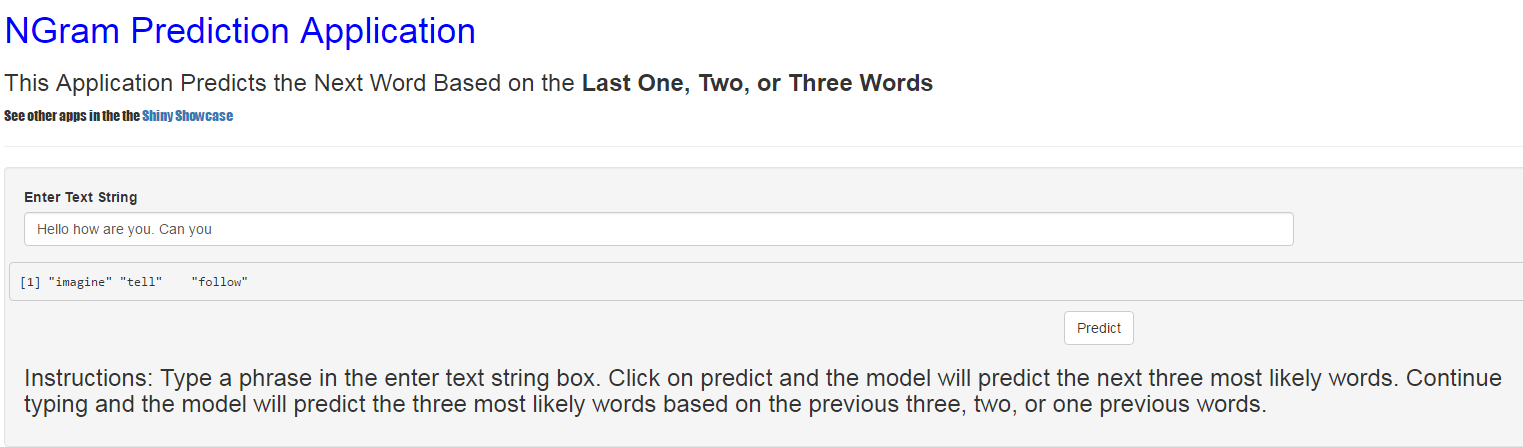 NGram Prediction Application
This Application Predicts the Next Word Based on the Last One, Two, or Three Words
See other apps in the the Shiny Showcase
Enter Text String
Hello how are you. Can you
[1] "imagine" "tell"    "follow"
Predict
Instructions: Type a phrase in the enter text string box. Click on predict and the model will predict the next three most likely words. Continue
typing and the model will predict the three most likely words based on the previous three, two, or one previous words.